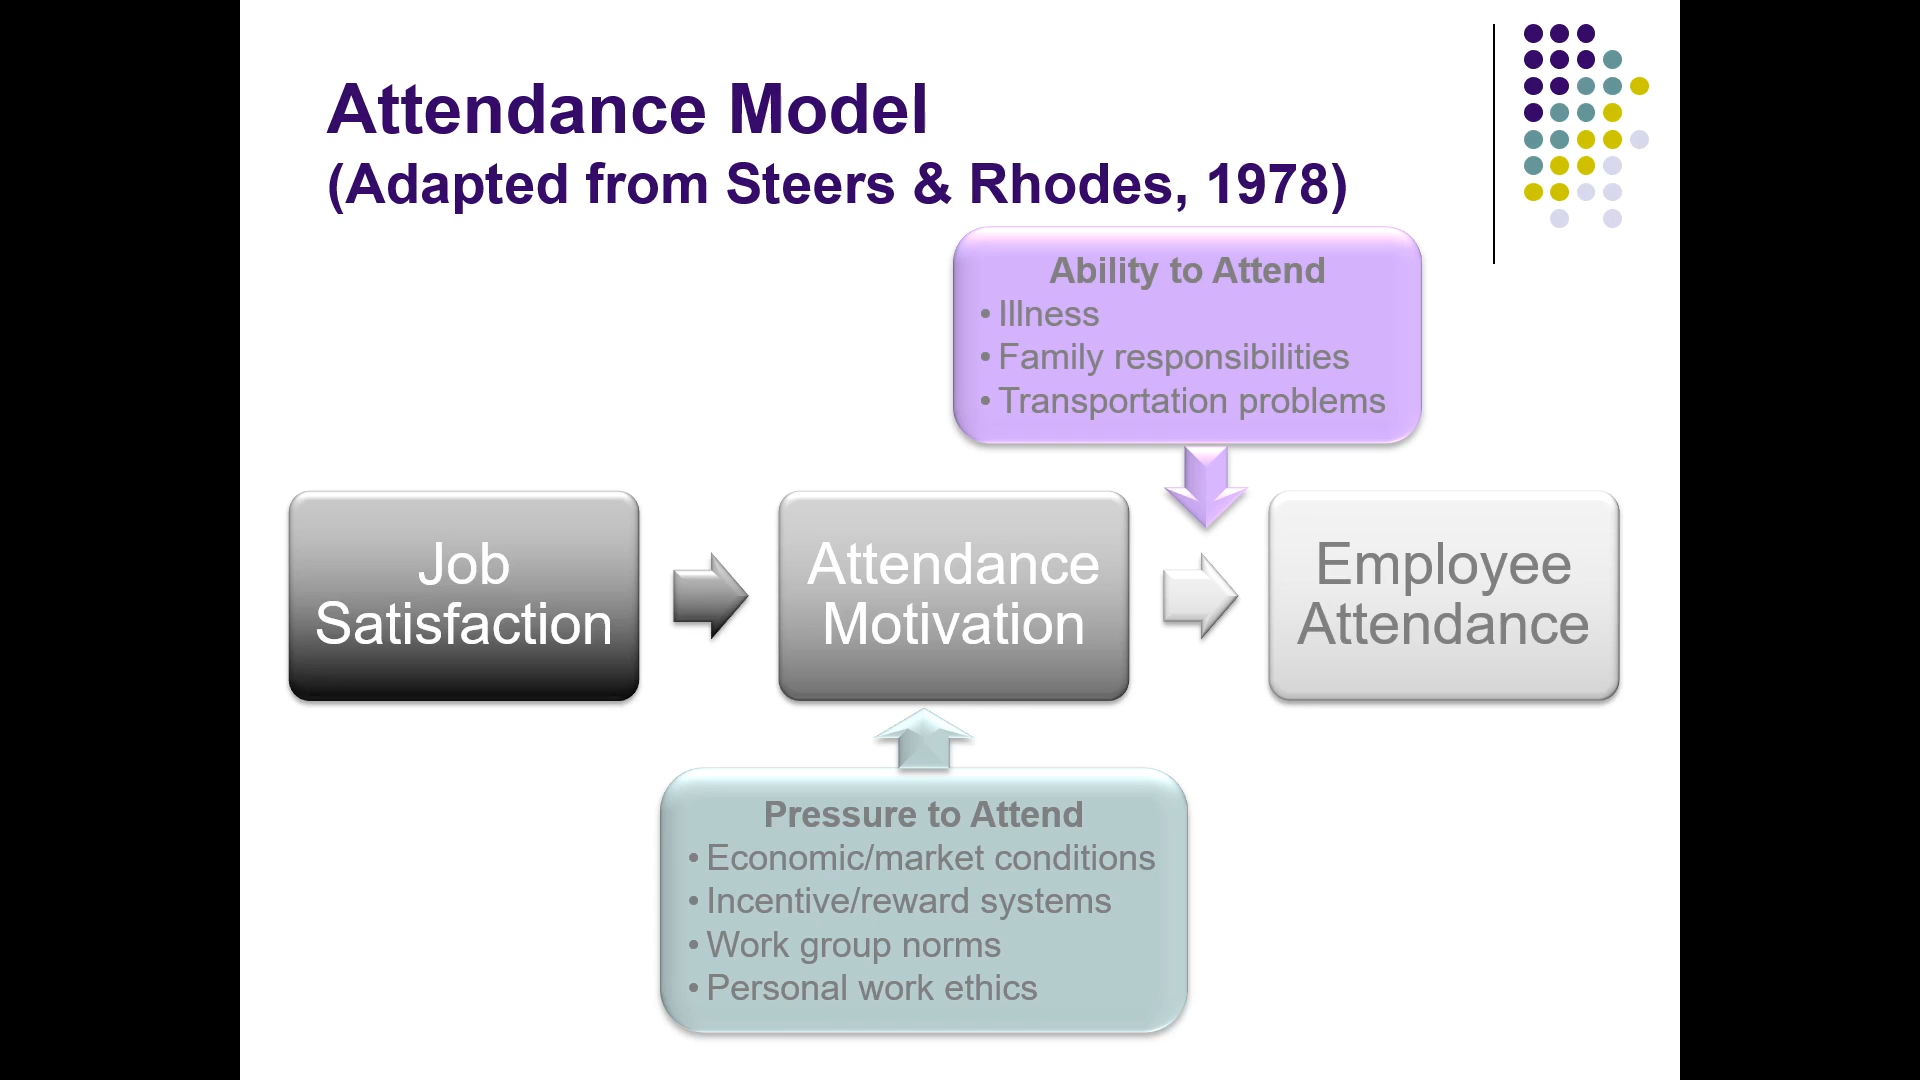 Attendance Model
(Adapted from Steers & Rhodes, 1978)
Ability to Attend
• Illness
• Family responsibilities
• Transportation problems
Job
Satisfaction
Attendance
Motivation
Employee
Attendance
Pressure to Attend
• Economic/market conditions
• Incentive/reward systems
• Work group norms
• Personal work ethics